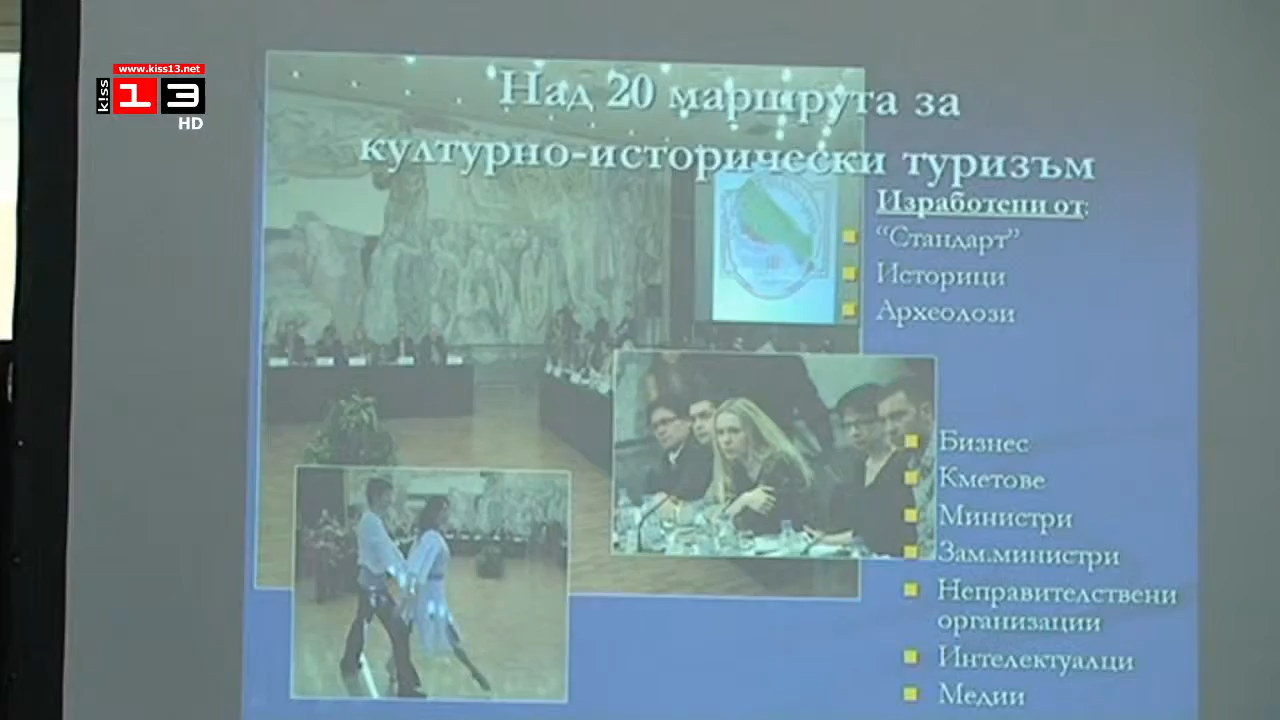 www.kiss13.net
kiss
13
HD
Над 20 маршрута за
културно-исторически туризъм
Изработени от:
“Стандарт”
Историци
Археолози
Бизнес
Кметове
Министри
Зам.министри
Неправителствени
организации
Интелектуалци
Медии